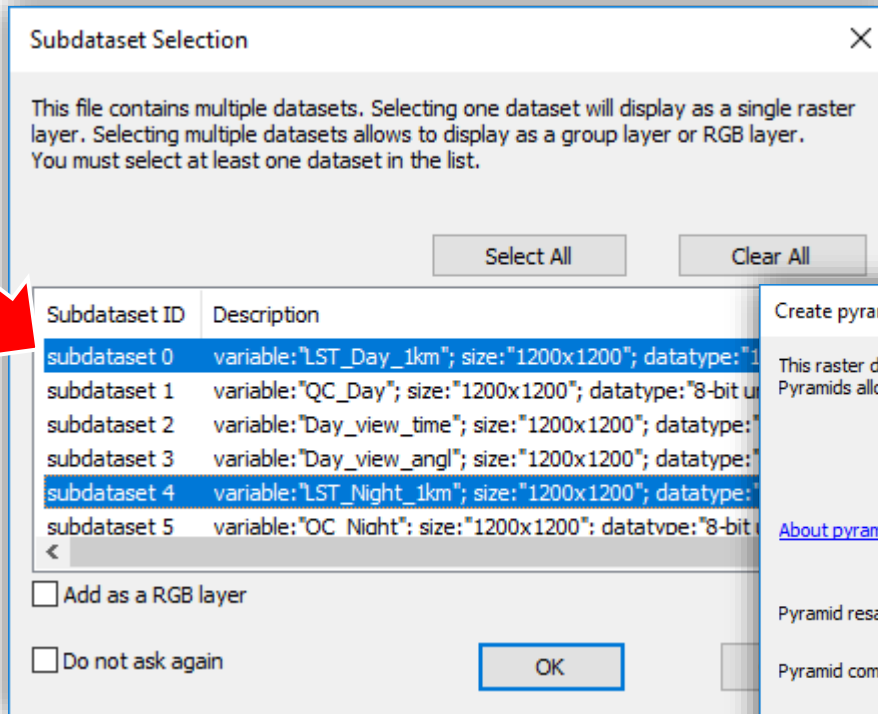 Subdataset Selection
This file contains multiple datasets. Selecting one dataset will display as a single raster
layer. Selecting multiple datasets allows to display as a group layer or RGB layer.
You must select at least one dataset in the list.
Select All
Clear All
Subdataset ID Description
subdataset 0 variable:"LST_Day_1km"; size:"1200x1200"; datatype:"1
subdataset 1 variable:"QC_Day"; size:"1200x1200"; datatype:"8-bit
subdataset 2 variable:"Day_view_time"; size:"1200x1200"; datatype:"
subdataset 3 variable:"Day_view_angl"; size:"1200x1200"; datatype:"
subdataset 4 variable:"LST_Night_1km"; size:"1200x1200"; datatype:"
subdataset 5 variable:"QC_Night"; size:"1200x1200"; datatype:"8-bit
Add as a RGB layer
Do not ask again
OK
Create
This raster
Pyramids
About
Pyramid
Pyramid